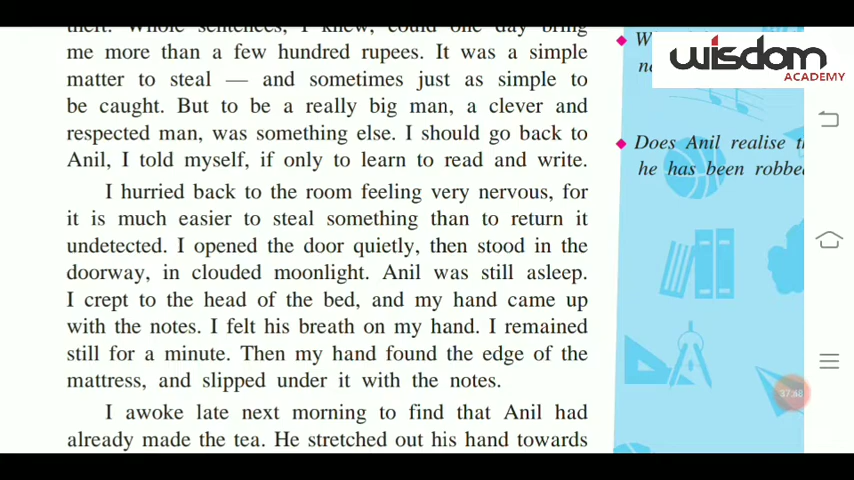 theft. Whole sentences, I knew, could one day bring
me more than a few hundred rupees. It was a simple
matter to steal — and sometimes just as simple to
be caught. But to be a really big man, a clever and
respected man, was something else. I should go back to
Anil, I told myself, if only to learn to read and write.
I hurried back to the room feeling very nervous, for
it is much easier to steal something than to return it
undetected. I opened the door quietly, then stood in the
doorway, in clouded moonlight. Anil was still asleep.
I crept to the head of the bed, and my hand came up
with the notes. I felt his breath on my hand. I remained
still for a minute. Then my hand found the edge of the
mattress, and slipped under it with the notes.
I awoke late next morning to find that Anil had
already made the tea. He stretched out his hand towards
wisdom
ACADEMY
Does Anil realise
he has been robbe